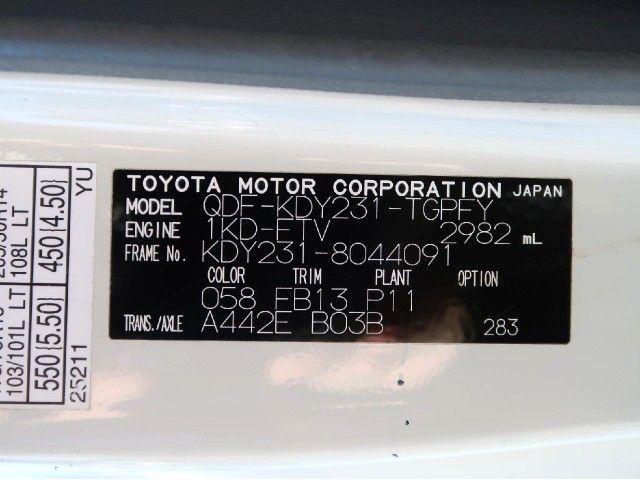 TOYOTA MOTOR CORPORATION JAPAN
MODEL QDF-KDY231-TGPFY
ENGINE 1KD-FTV 2982 mL
FRAME No. KDY231-8044091
COLOR TRIM PLANT OPTION
058 FB13 P11
TRANS./AXLE A442E B03B 283
103/101L LT 108L LT
550(5.50) 450(4.50)
25211 YU